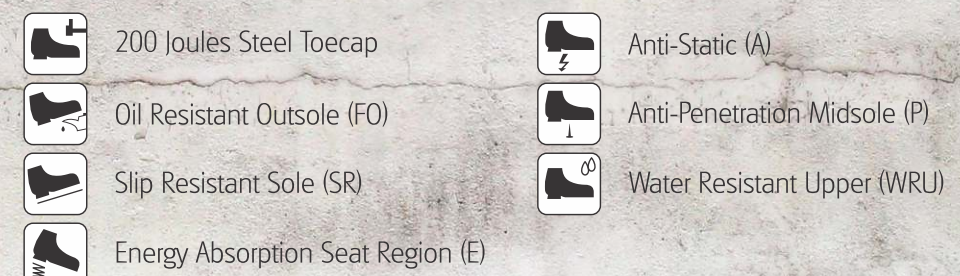 200 Joules Steel Toecap
Oil Resistant Outsole (FO)
Slip Resistant Sole (SR)
Energy Absorption Seat Region (E)
Anti-Static (A)
Anti-Penetration Midsole (P)
Water Resistant Upper (WRU)